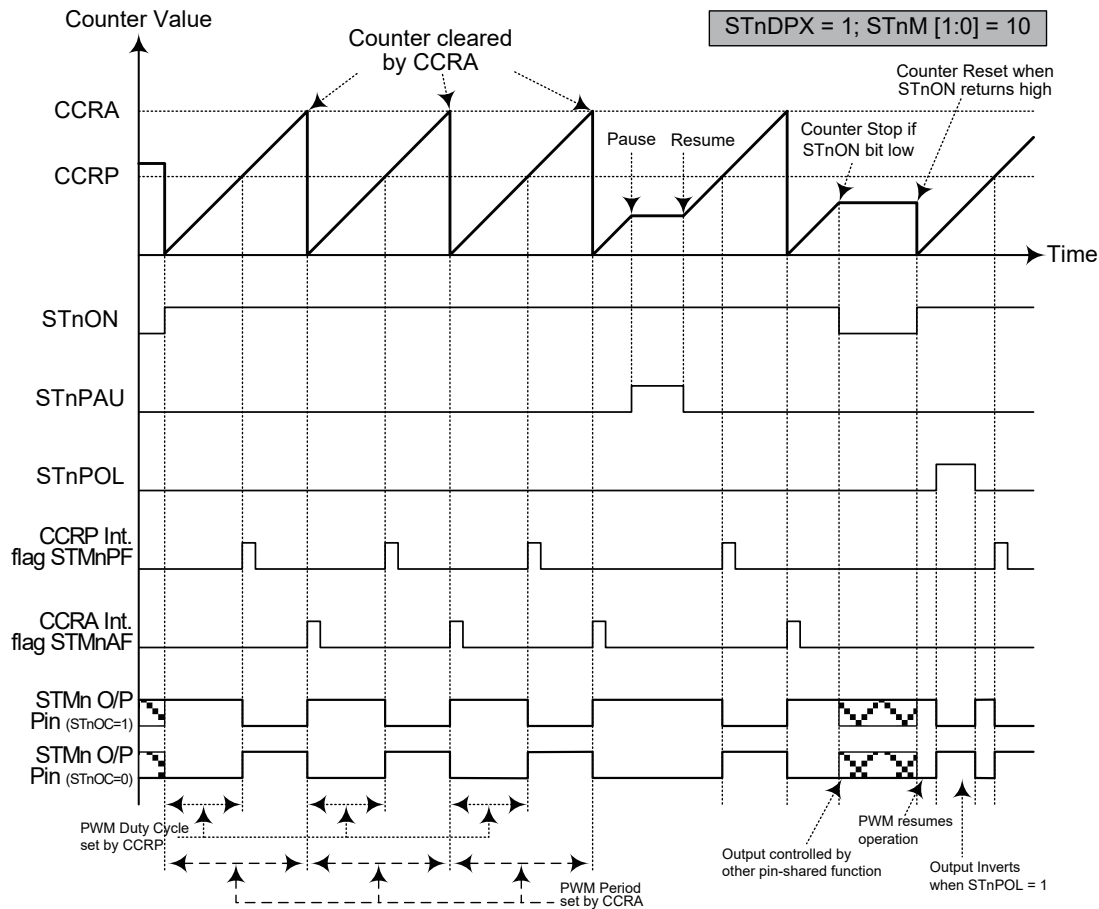 Counter Value
STnDPX = 1; STnM [1:0] = 10
Counter cleared
by CCRA
Counter Reset when
STnON returns high
CCRA
Pause
Resume
Counter Stop if
STnON bit low
CCRP
Time
STnON
STnPAU
STnPOL
CCRP Int.
flag STMnPF
CCRA Int.
flag STMnAF
STMn O/P
Pin (STnOC=1)
STMn O/P
Pin (STnOC=0)
PWM Duty Cycle
set by CCRP
PWM resumes
operation
Output controlled by
other pin-shared function
Output Inverts
when STnPOL = 1
PWM Period
set by CCRA